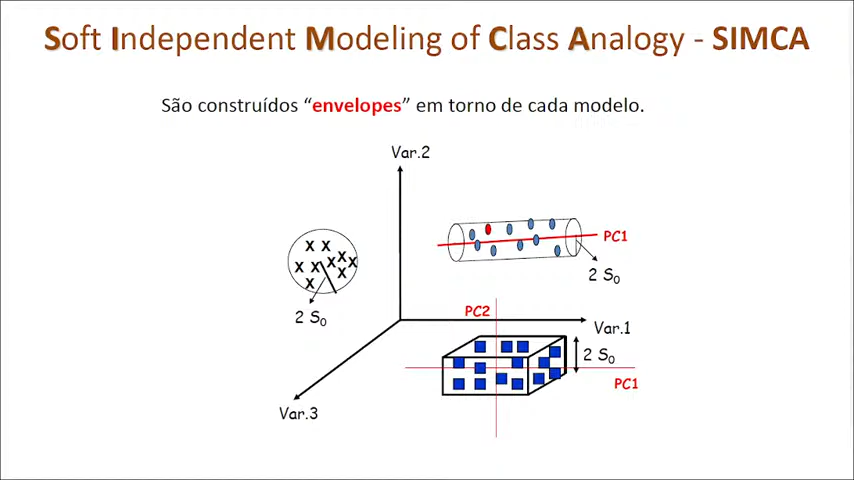 Soft Independent Modeling of Class Analogy - SIMCA
São construídos “envelopes” em torno de cada modelo.
Var.2
X X
X
X X X X
X
X
2 S0
PC1
2 S0
PC2
Var.1
2 S0
PC1
Var.3